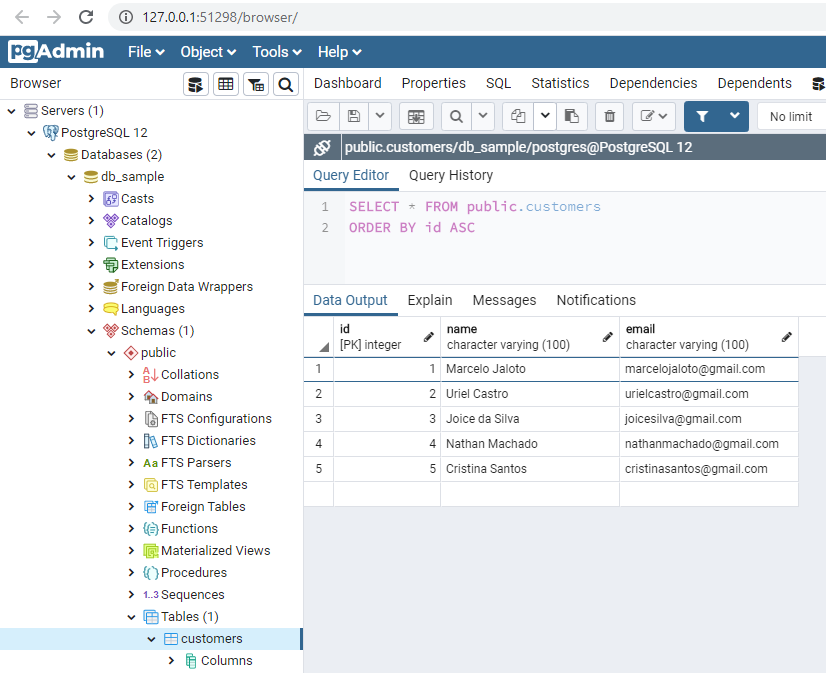 127.0.0.1:51298/browser/
pgAdmin File Object Tools Help
Browser
Dashboard Properties SQL Statistics Dependencies Dependents
No limit
Servers (1)
PostgreSQL 12
Databases (2)
db_sample
Casts
Catalogs
Event Triggers
Extensions
Foreign Data Wrappers
Languages
Schemas (1)
public
Collations
Domains
FTS Configurations
FTS Dictionaries
Aa FTS Parsers
FTS Templates
Foreign Tables
Functions
Materialized Views
Procedures
1..3 Sequences
Tables (1)
customers
Columns
public.customers/db_sample/postgres@PostgreSQL 12
Query Editor Query History
1 SELECT * FROM public.customers
2 ORDER BY id ASC
Data Output Explain Messages Notifications
id name email
[PK] integer character varying (100) character varying (100)
1 1 Marcelo Jaloto marcelojaloto@gmail.com
2 2 Uriel Castro urielcastro@gmail.com
3 3 Joice da Silva joicesilva@gmail.com
4 4 Nathan Machado nathanmachado@gmail.com
5 5 Cristina Santos cristinasantos@gmail.com